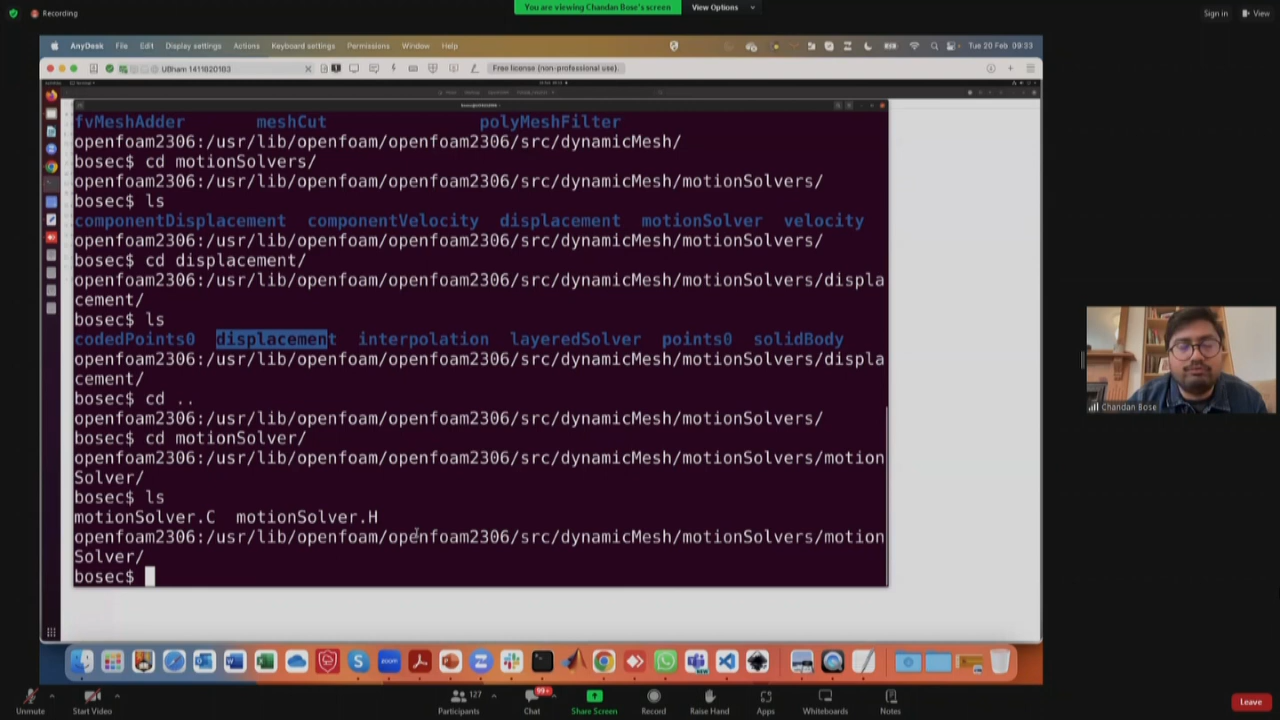 Recording
You are viewing Chandan Bose's screen
View Options
Sign in
View
AnyDesk File Edit Display settings Actions Keyboard settings Permissions Window Help
Tue 20 Feb 09:33
UBham 1411820183
Free license (non-professional use).
fvMeshAdder meshCut polyMeshFilter
openfoam2306:/usr/lib/openfoam/openfoam2306/src/dynamicMesh/
bosec$ cd motionSolvers/
openfoam2306:/usr/lib/openfoam/openfoam2306/src/dynamicMesh/motionSolvers/
bosec$ ls
componentDisplacement componentVelocity displacement motionSolver velocity
openfoam2306:/usr/lib/openfoam/openfoam2306/src/dynamicMesh/motionSolvers/
bosec$ cd displacement/
openfoam2306:/usr/lib/openfoam/openfoam2306/src/dynamicMesh/motionSolvers/displa
cement/
bosec$ ls
codedPoints0 displacement interpolation layeredSolver points0 solidBody
openfoam2306:/usr/lib/openfoam/openfoam2306/src/dynamicMesh/motionSolvers/displa
cement/
bosec$ cd ..
openfoam2306:/usr/lib/openfoam/openfoam2306/src/dynamicMesh/motionSolvers/
bosec$ cd motionSolver/
openfoam2306:/usr/lib/openfoam/openfoam2306/src/dynamicMesh/motionSolvers/motion
Solver/
bosec$ ls
motionSolver.C motionSolver.H
openfoam2306:/usr/lib/openfoam/openfoam2306/src/dynamicMesh/motionSolvers/motion
Solver/
bosec$
Chandan Bose
Unmute
Start Video
Participants
127
Chat
99+
Share Screen
Record
Raise Hand
Apps
Whiteboards
Notes
Leave